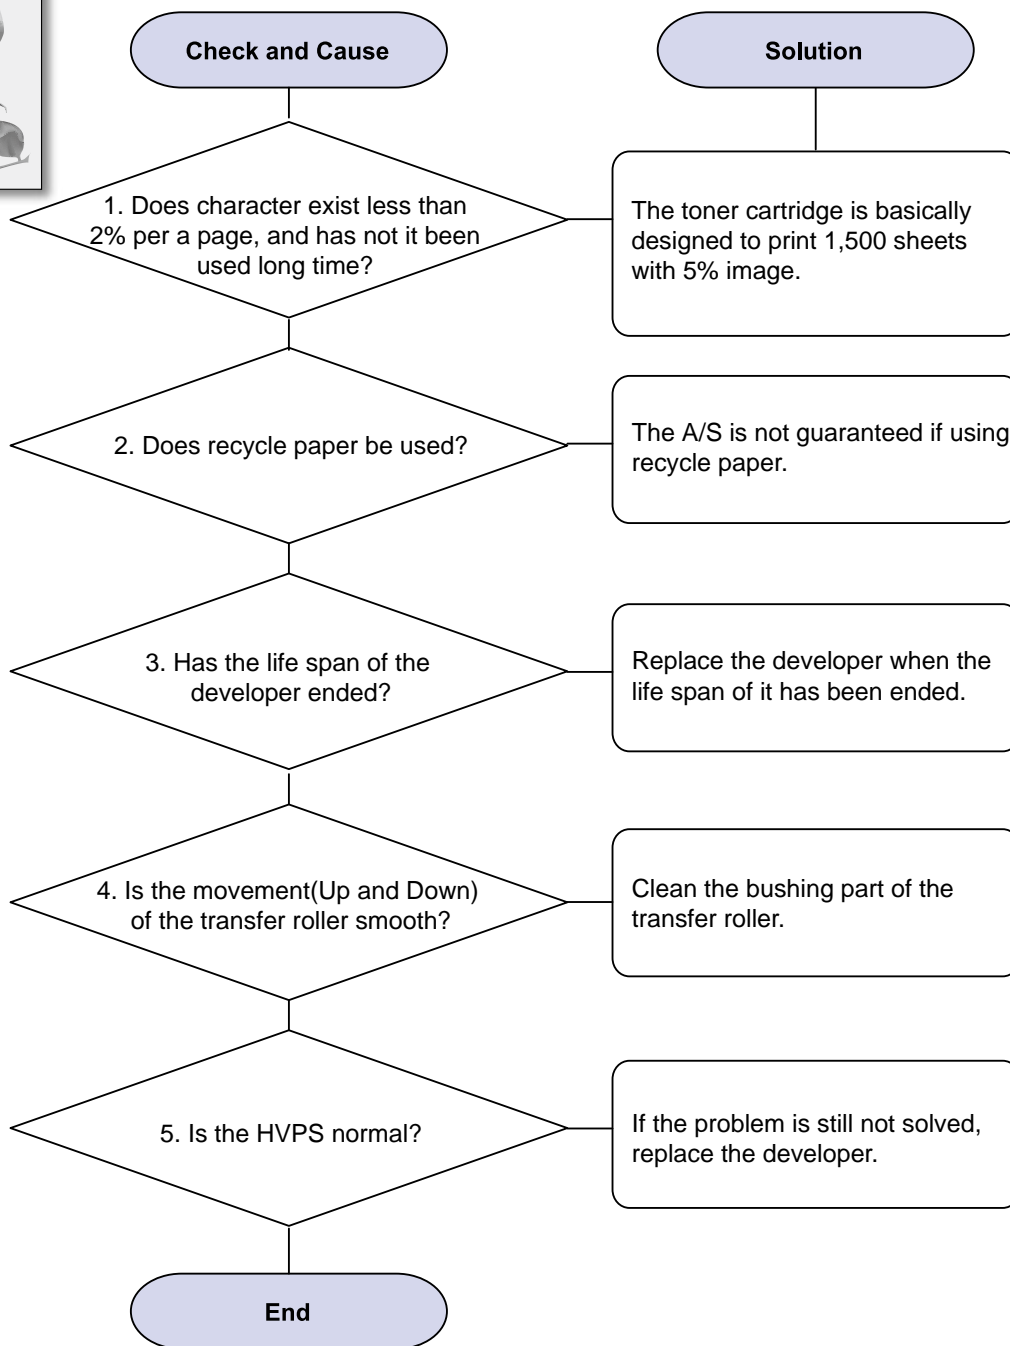 Check and Cause
Solution
1. Does character exist less than
2% per a page, and has not it been
used long time?
The toner cartridge is basically
designed to print 1,500 sheets
with 5% image.
2. Does recycle paper be used?
The A/S is not guaranteed if using
recycle paper.
3. Has the life span of the
developer ended?
Replace the developer when the
life span of it has been ended.
4. Is the movement(Up and Down)
of the transfer roller smooth?
Clean the bushing part of the
transfer roller.
5. Is the HVPS normal?
If the problem is still not solved,
replace the developer.
End